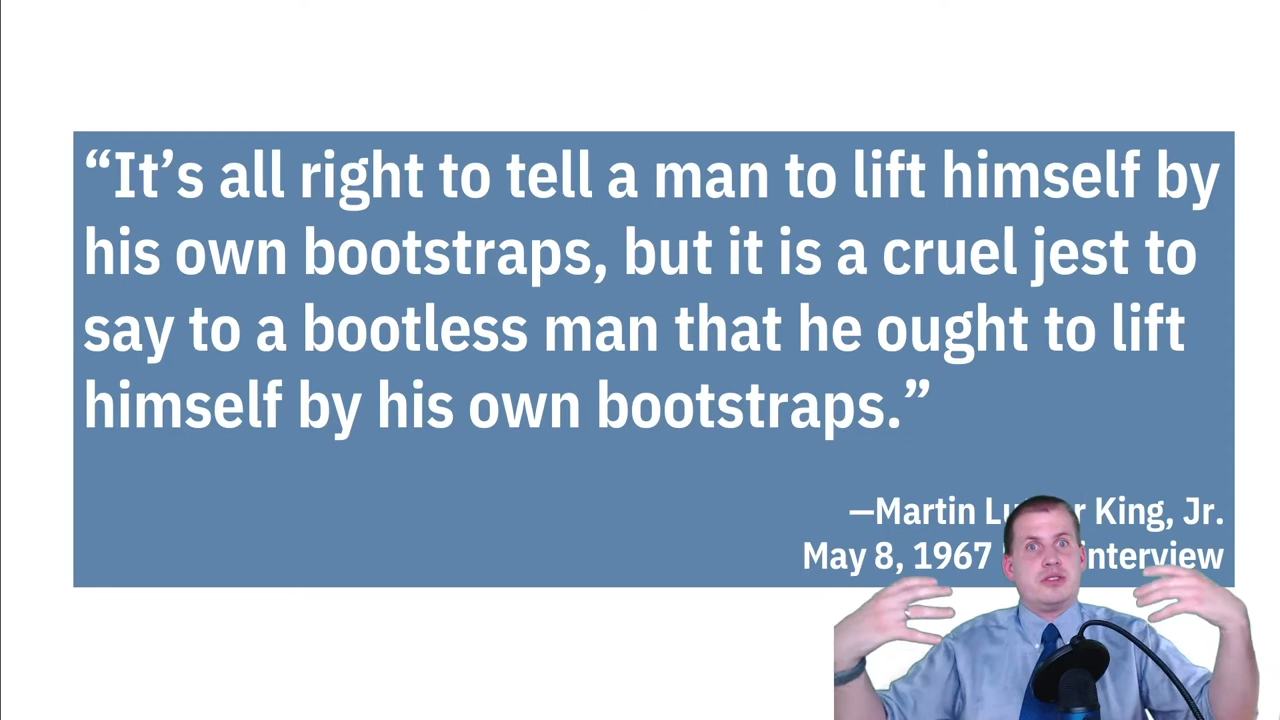 “It’s all right to tell a man to lift himself by
his own bootstraps, but it is a cruel jest to
say to a bootless man that he ought to lift
himself by his own bootstraps.”
—Martin King, Jr.
May 8, 1967 interview